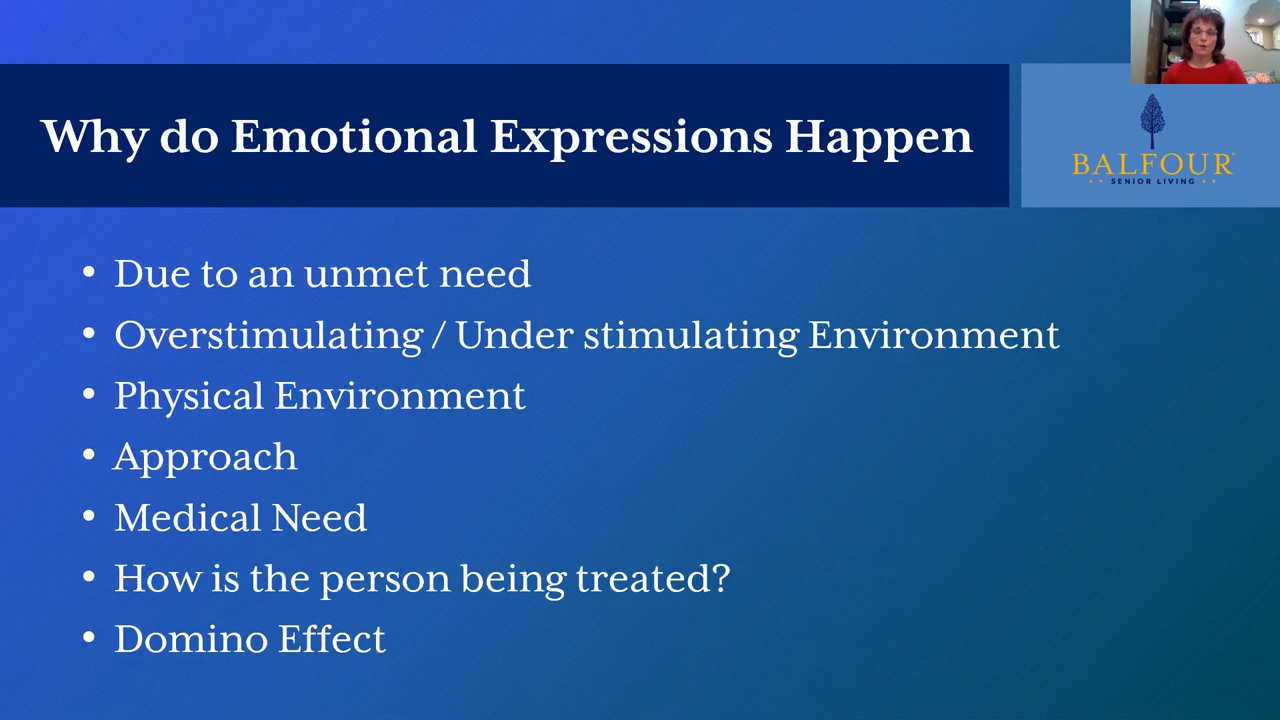 Why do Emotional Expressions Happen
BALFOUR
SENIOR LIVING
• Due to an unmet need
• Overstimulating / Under stimulating Environment
• Physical Environment
• Approach
• Medical Need
• How is the person being treated?
• Domino Effect